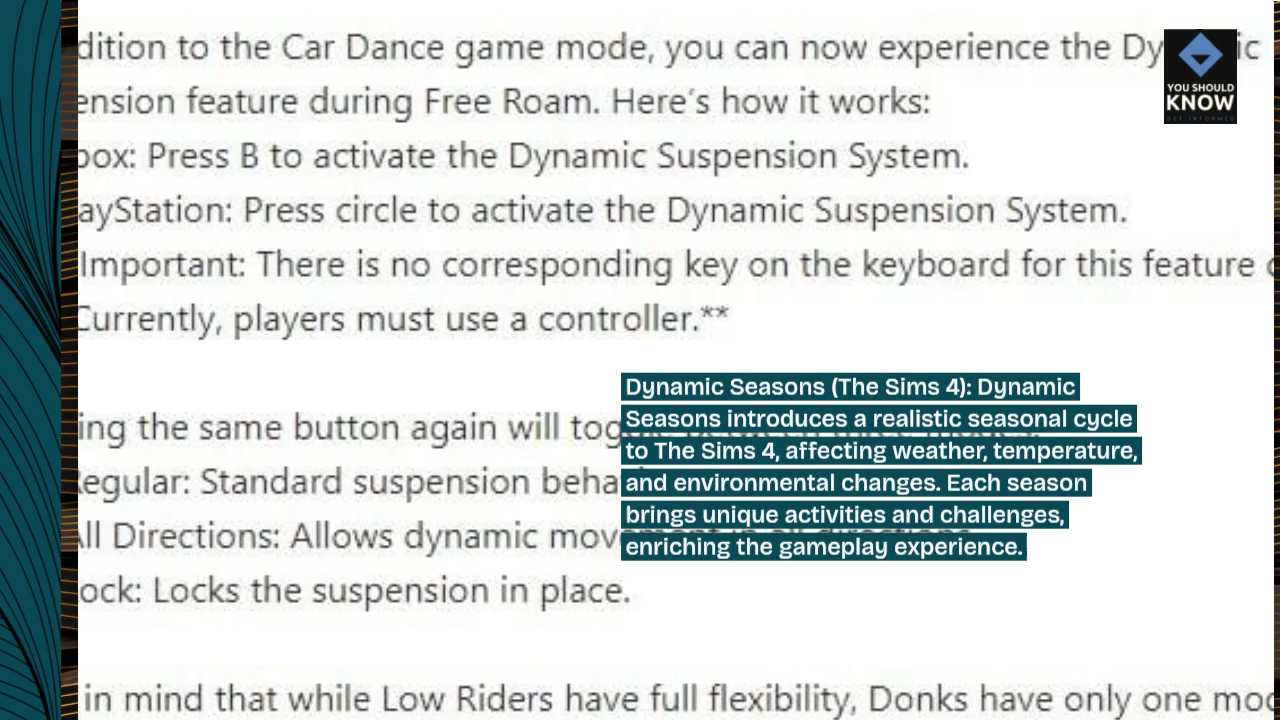 dition to the Car Dance game mode, you can now experience the
ension feature during Free Roam. Here's how it works:
box: Press B to activate the Dynamic Suspension System.
ayStation: Press circle to activate the Dynamic Suspension System.
Important: There is no corresponding key on the keyboard for this feature
Currently, players must use a controller.**
ing the same button again will
egular: Standard suspension
ll Directions: Allows dynamic
ock: Locks the suspension in place.
in mind that while Low Riders have full flexibility, Donks have only one
YOU SHOULD
KNOW
GET INFORMED
Dynamic Seasons (The Sims 4): Dynamic
Seasons introduces a realistic seasonal cycle
to The Sims 4, affecting weather, temperature,
and environmental changes. Each season
brings unique activities and challenges,
enriching the gameplay experience.